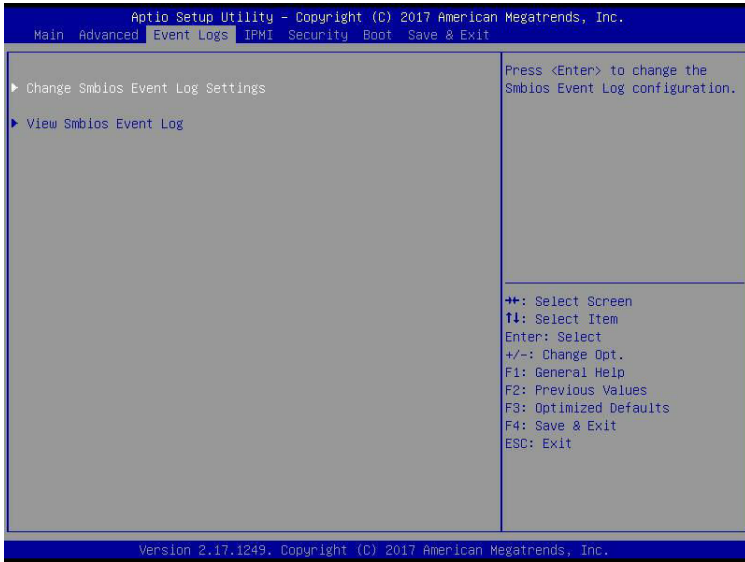 Aptio Setup Utility – Copyright (C) 2017 American Megatrends, Inc.
Main Advanced Event Logs IPMI Security Boot Save & Exit
▶ Change Smbios Event Log Settings
▶ View Smbios Event Log
Press <Enter> to change the
Smbios Event Log configuration.
→←: Select Screen
↑↓: Select Item
Enter: Select
+/-: Change Opt.
F1: General Help
F2: Previous Values
F3: Optimized Defaults
F4: Save & Exit
ESC: Exit
Version 2.17.1249. Copyright (C) 2017 American Megatrends, Inc.